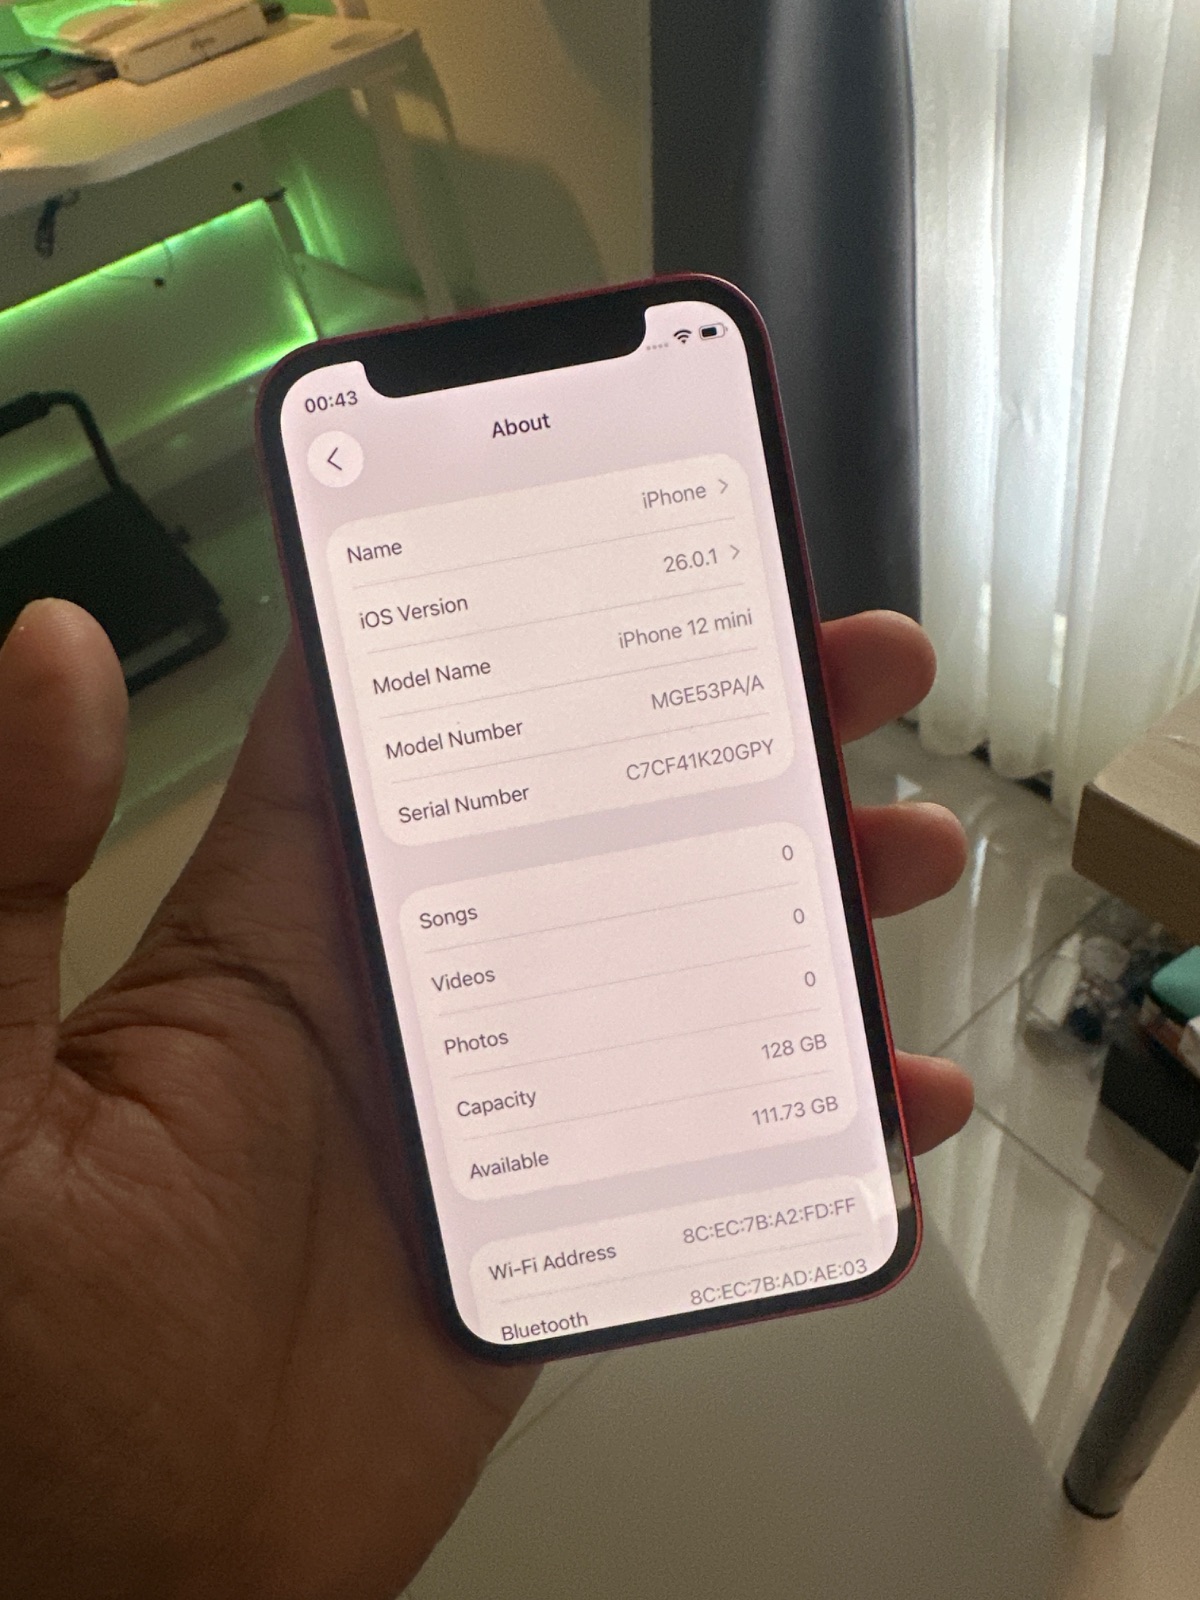 00:43
About
Name iPhone
iOS Version 26.0.1
Model Name iPhone 12 mini
Model Number MGE53PA/A
Serial Number C7CF41K20GPY
Songs 0
Videos 0
Photos 0
Capacity 128 GB
Available 111.73 GB
Wi-Fi Address 8C:EC:7B:A2:FD:FF
Bluetooth 8C:EC:7B:AD:AE:03